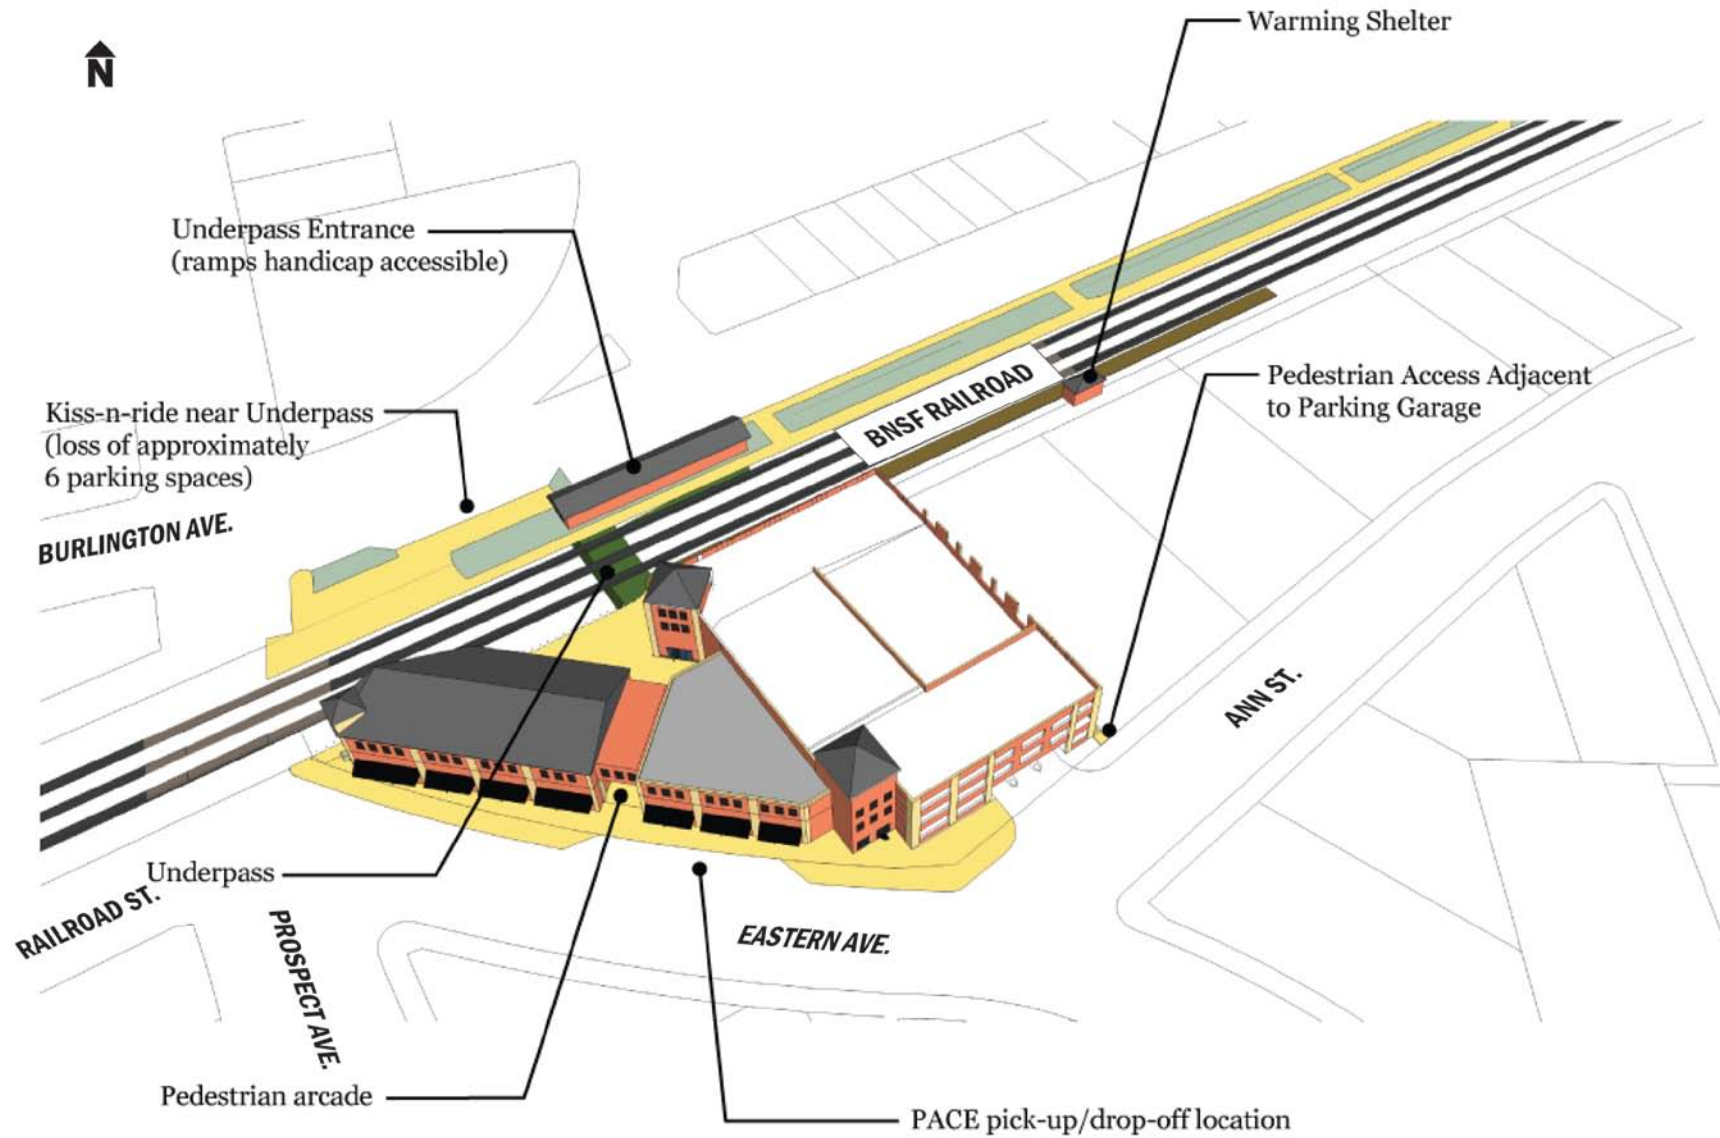 Warming Shelter
N
Underpass Entrance
(ramps handicap accessible)
BNSF RAILROAD
Pedestrian Access Adjacent
to Parking Garage
Kiss-n-ride near Underpass
(loss of approximately
6 parking spaces)
BURLINGTON AVE.
ANN ST.
Underpass
RAILROAD ST.
PROSPECT AVE.
EASTERN AVE.
Pedestrian arcade
PACE pick-up/drop-off location